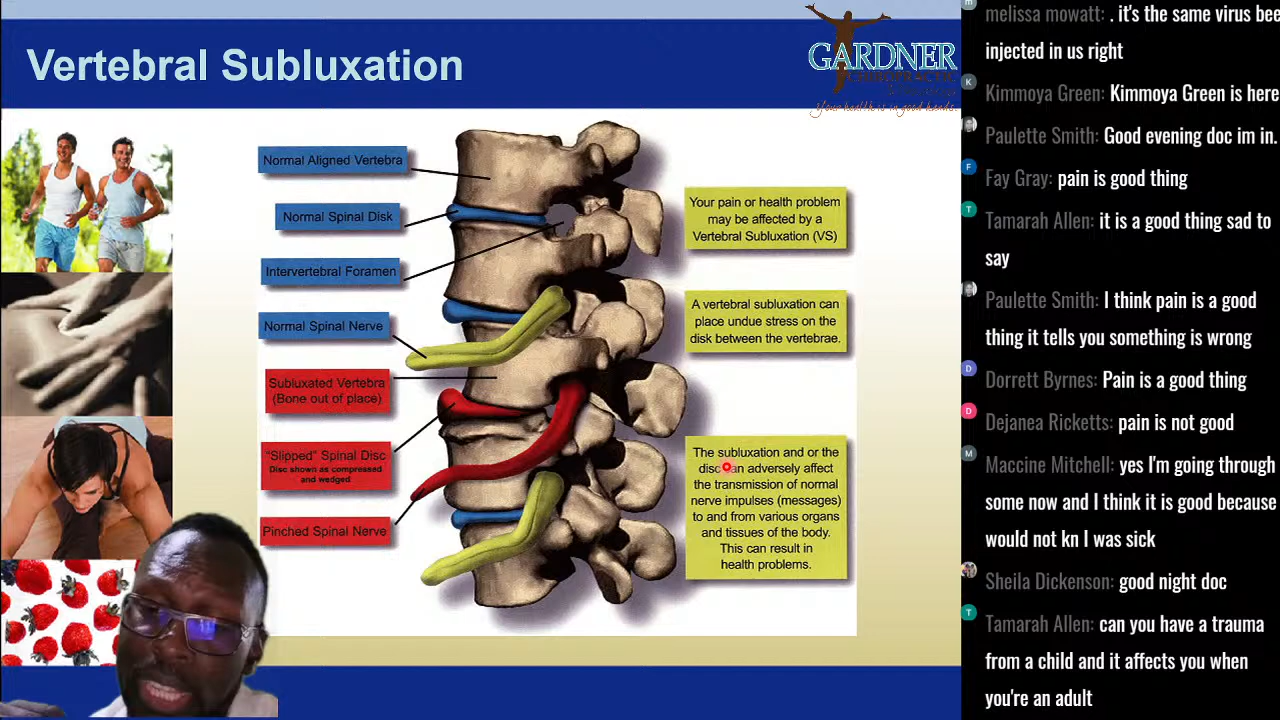 Vertebral Subluxation
GARDNER
CHIROPRACTIC
Your health is in good hands.
Normal Aligned Vertebra
Normal Spinal Disk
Intervertebral Foramen
Normal Spinal Nerve
Subluxated Vertebra
(Bone out of place)
"Slipped" Spinal Disc
Disc shown as compressed
and wedged
Pinched Spinal Nerve
Your pain or health problem
may be affected by a
Vertebral Subluxation (VS)
A vertebral subluxation can
place undue stress on the
disk between the vertebrae.
The subluxation and or the
disc an adversely affect
the transmission of normal
nerve impulses (messages)
to and from various organs
and tissues of the body.
This can result in
health problems.
melissa mowatt: . it's the same virus bee
injected in us right
K
Kimmoya Green: Kimmoya Green is here
Paulette Smith: Good evening doc im in.
F
Fay Gray: pain is good thing
T
Tamarah Allen: it is a good thing sad to
say
Paulette Smith: I think pain is a good
thing it tells you something is wrong
D
Dorrett Byrnes: Pain is a good thing
D
Dejanea Ricketts: pain is not good
M
Maccine Mitchell: yes I'm going through
some now and I think it is good because
would not kn I was sick
Sheila Dickenson: good night doc
T
Tamarah Allen: can you have a trauma
from a child and it affects you when
you're an adult